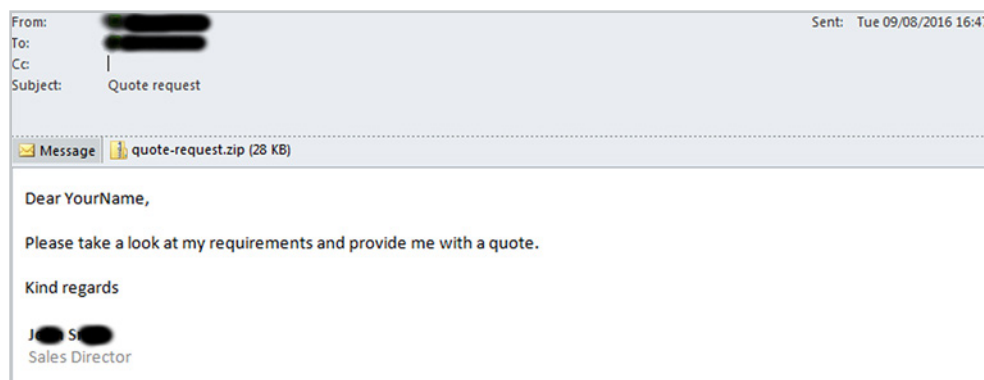 From:
Sent: Tue 09/08/2016 16:47
To:
Cc:
Subject: Quote request
Message quote-request.zip (28 KB)
Dear YourName,
Please take a look at my requirements and provide me with a quote.
Kind regards
Sales Director